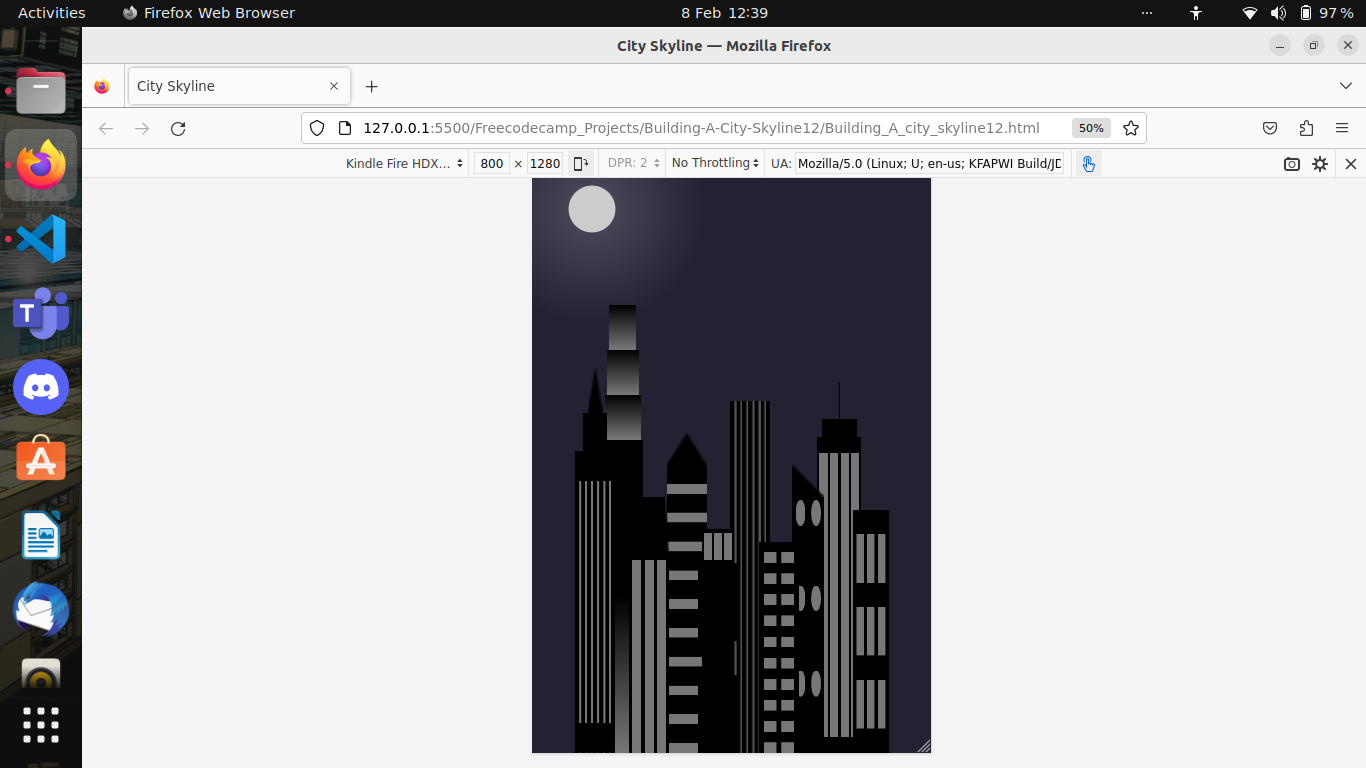 Activities Firefox Web Browser 8 Feb 12:39 ... 97 %
City Skyline — Mozilla Firefox
City Skyline
127.0.0.1:5500/Freecodecamp_Projects/Building-A-City-Skyline12/Building_A_city_skyline12.html 50%
Kindle Fire HDX... 800 × 1280 DPR: 2 No Throttling UA: Mozilla/5.0 (Linux; U; en-us; KFAPWI Build/JD
T
A